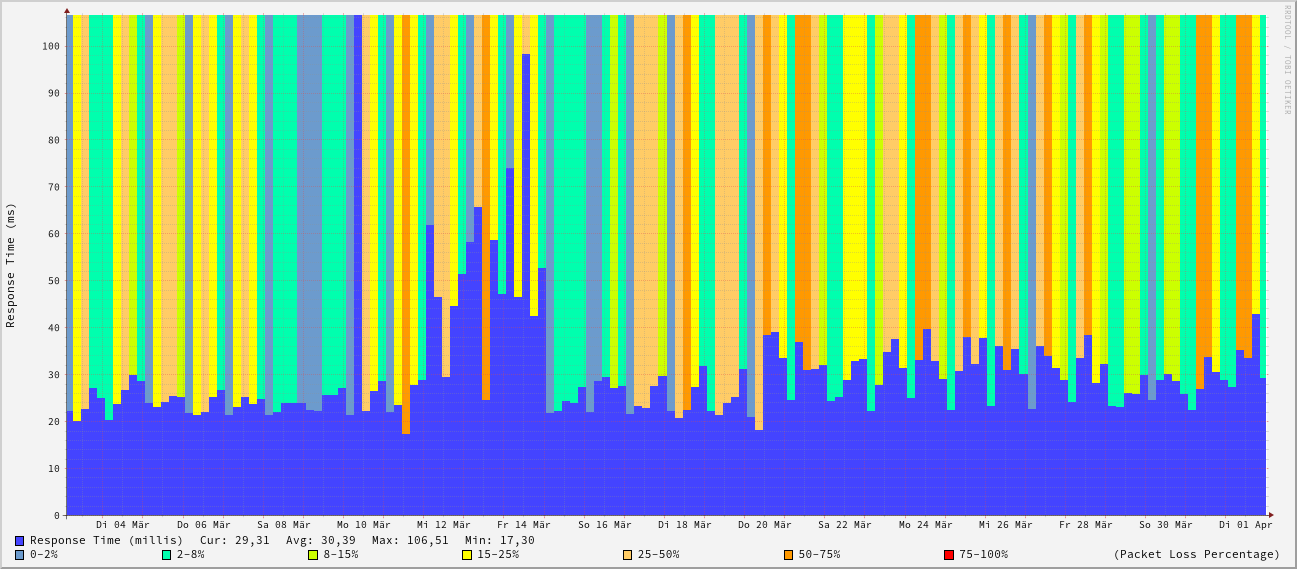 RRDTOOL / TOBI OETIKER
Response Time (ms)
100
90
80
70
60
50
40
30
20
10
0
Di 04 Mär Do 06 Mär Sa 08 Mär Mo 10 Mär Mi 12 Mär Fr 14 Mär So 16 Mär Di 18 Mär Do 20 Mär Sa 22 Mär Mo 24 Mär Mi 26 Mär Fr 28 Mär So 30 Mär Di 01 Apr
Response Time (millis) Cur: 29,31 Avg: 30,39 Max: 106,51 Min: 17,30
0-2% 2-8% 8-15% 15-25% 25-50% 50-75% 75-100% (Packet Loss Percentage)